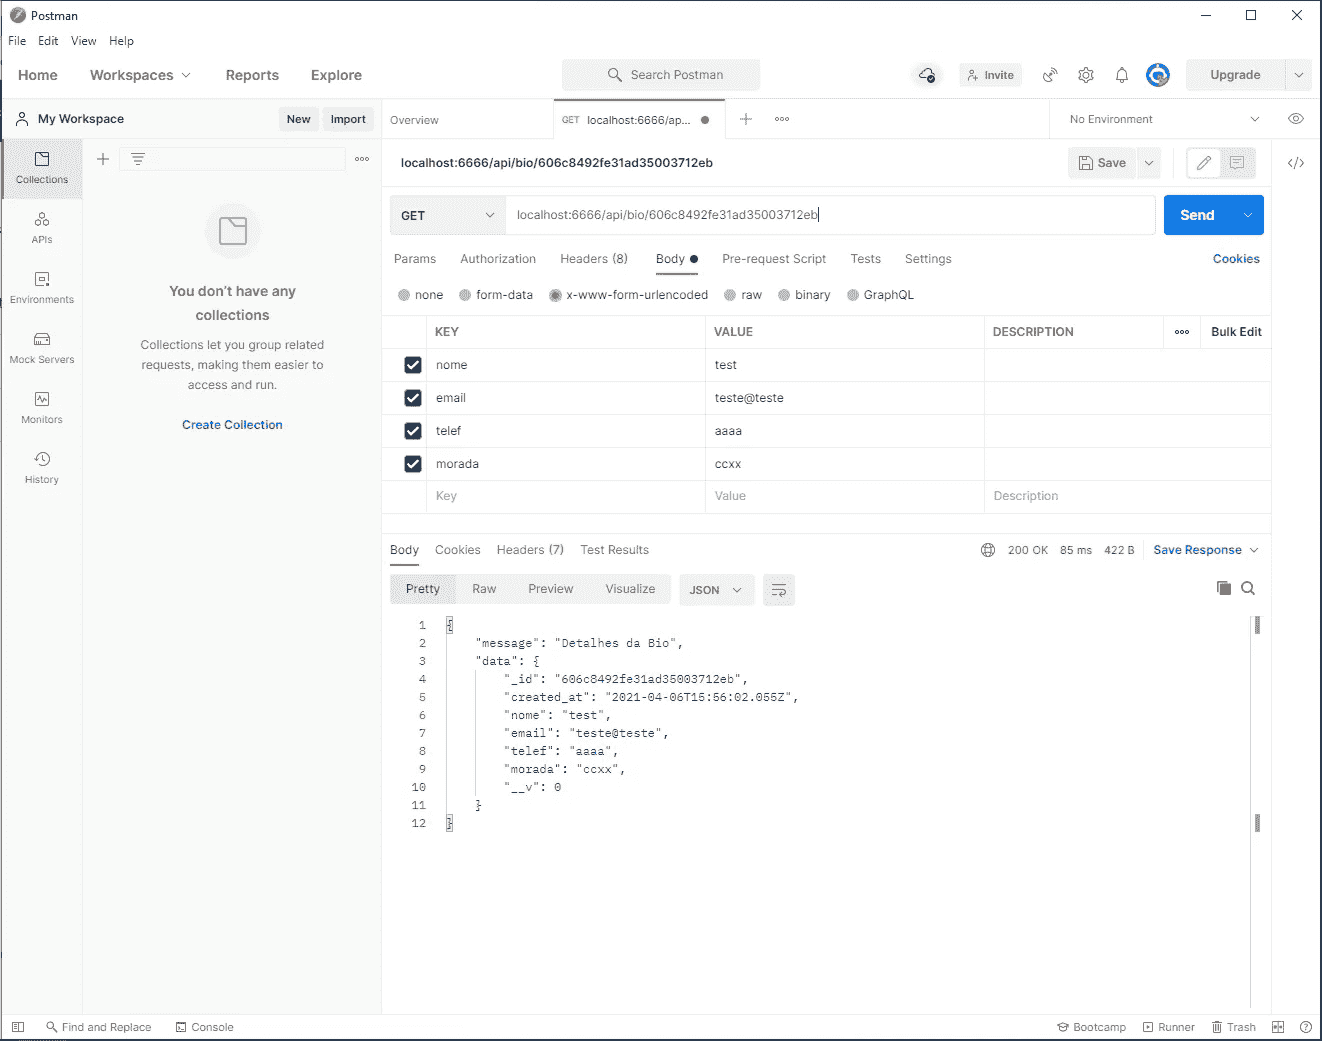 Postman
File Edit View Help
Home Workspaces Reports Explore Search Postman Invite Upgrade
My Workspace New Import Overview GET localhost:6666/ap... No Environment
Collections
APIs
Environments
Mock Servers
Monitors
History
You don't have any
collections
Collections let you group related
requests, making them easier to
access and run.
Create Collection
localhost:6666/api/bio/606c8492fe31ad35003712eb Save
GET localhost:6666/api/bio/606c8492fe31ad35003712eb Send
Params Authorization Headers (8) Body Pre-request Script Tests Settings Cookies
none form-data x-www-form-urlencoded raw binary GraphQL
KEY VALUE DESCRIPTION Bulk Edit
nome test
email teste@teste
telef aaaa
morada ccxx
Key Value Description
Body Cookies Headers (7) Test Results 200 OK 85 ms 422 B Save Response
Pretty Raw Preview Visualize JSON
1 {
2 "message": "Detalhes da Bio",
3 "data": {
4 "_id": "606c8492fe31ad35003712eb",
5 "created_at": "2021-04-06T15:56:02.055Z",
6 "nome": "test",
7 "email": "teste@teste",
8 "telef": "aaaa",
9 "morada": "ccxx",
10 "__v": 0
11 }
12 }
Find and Replace Console Bootcamp Runner Trash